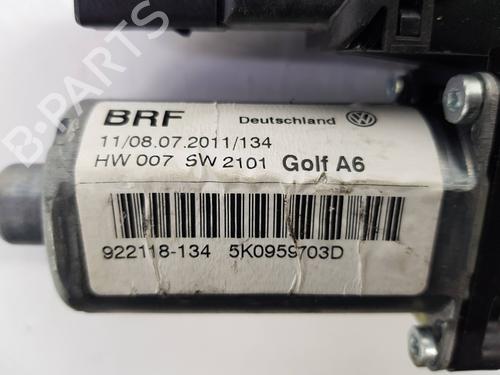 B-PARTS
BRF Deutschland
11/08.07.2011/134
HW 007 SW 2101 Golf A6
922118-134 5K0959703D